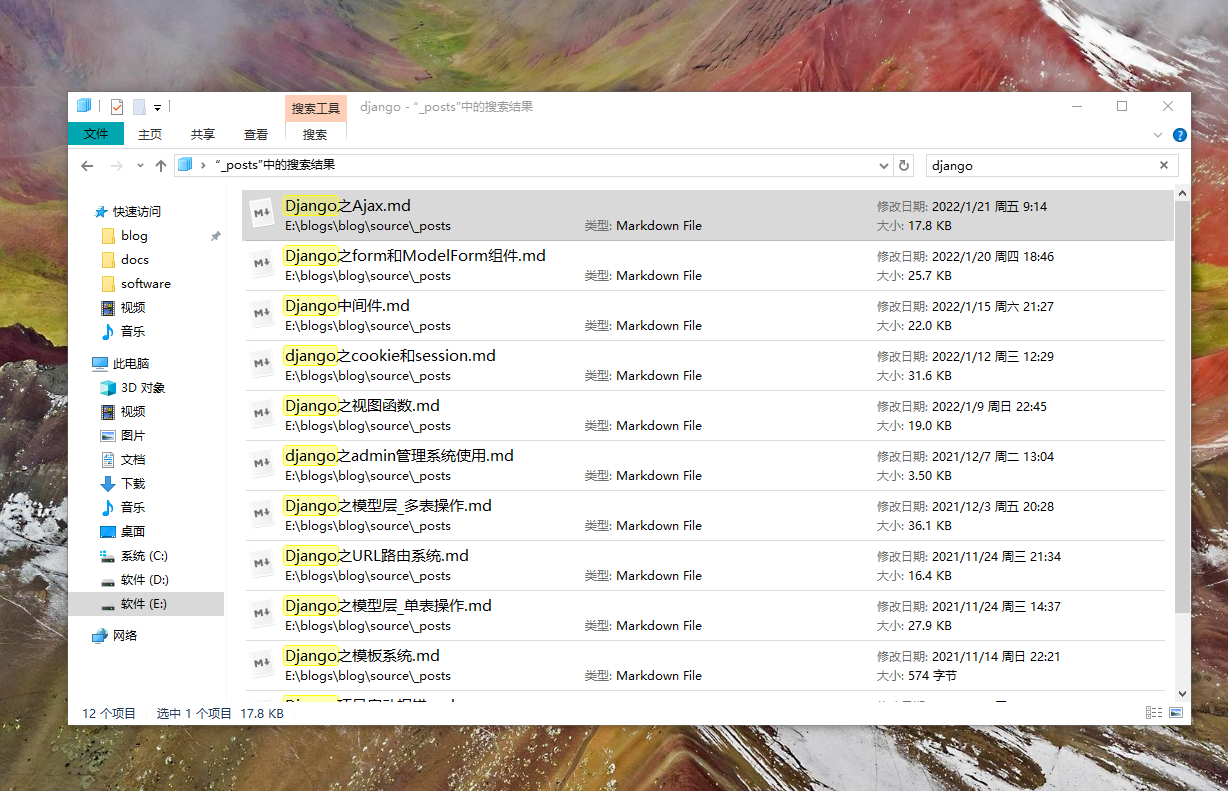 搜索工具
django - “_posts”中的搜索结果
文件 主页 共享 查看 搜索
“_posts”中的搜索结果
django
快速访问
blog
docs
software
视频
音乐
此电脑
3D 对象
视频
图片
文档
下载
音乐
桌面
系统 (C:)
软件 (D:)
软件 (E:)
网络
Django之Ajax.md 修改日期: 2022/1/21 周五 9:14
E:\blogs\blog\source\_posts 类型: Markdown File 大小: 17.8 KB
Django之form和ModelForm组件.md 修改日期: 2022/1/20 周四 18:46
E:\blogs\blog\source\_posts 类型: Markdown File 大小: 25.7 KB
Django中间件.md 修改日期: 2022/1/15 周六 21:27
E:\blogs\blog\source\_posts 类型: Markdown File 大小: 22.0 KB
django之cookie和session.md 修改日期: 2022/1/12 周三 12:29
E:\blogs\blog\source\_posts 类型: Markdown File 大小: 31.6 KB
Django之视图函数.md 修改日期: 2022/1/9 周日 22:45
E:\blogs\blog\source\_posts 类型: Markdown File 大小: 19.0 KB
django之admin管理系统使用.md 修改日期: 2021/12/7 周二 13:04
E:\blogs\blog\source\_posts 类型: Markdown File 大小: 3.50 KB
Django之模型层_多表操作.md 修改日期: 2021/12/3 周五 20:28
E:\blogs\blog\source\_posts 类型: Markdown File 大小: 36.1 KB
Django之URL路由系统.md 修改日期: 2021/11/24 周三 21:34
E:\blogs\blog\source\_posts 类型: Markdown File 大小: 16.4 KB
Django之模型层_单表操作.md 修改日期: 2021/11/24 周三 14:37
E:\blogs\blog\source\_posts 类型: Markdown File 大小: 27.9 KB
Django之模板系统.md 修改日期: 2021/11/14 周日 22:21
E:\blogs\blog\source\_posts 类型: Markdown File 大小: 574 字节
12 个项目 选中 1 个项目 17.8 KB